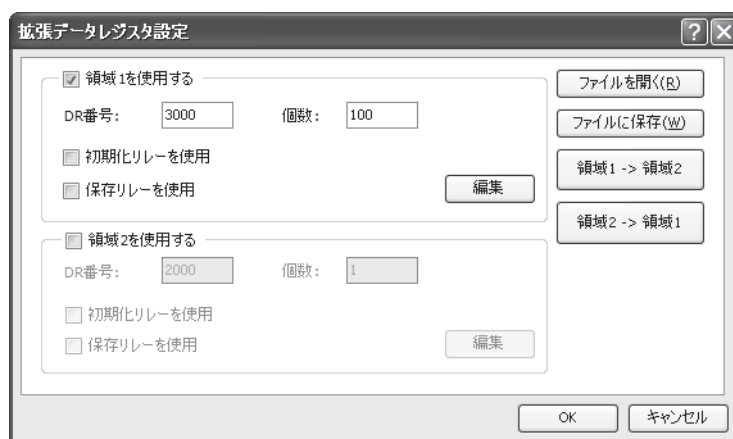 拡張データレジスタ設定
領域1を使用する
DR番号: 3000 個数: 100
初期化リレーを使用
保存リレーを使用
編集
領域2を使用する
DR番号: 2000 個数: 1
初期化リレーを使用
保存リレーを使用
編集
ファイルを開く(R)
ファイルに保存(W)
領域1 -> 領域2
領域2 -> 領域1
OK
キャンセル